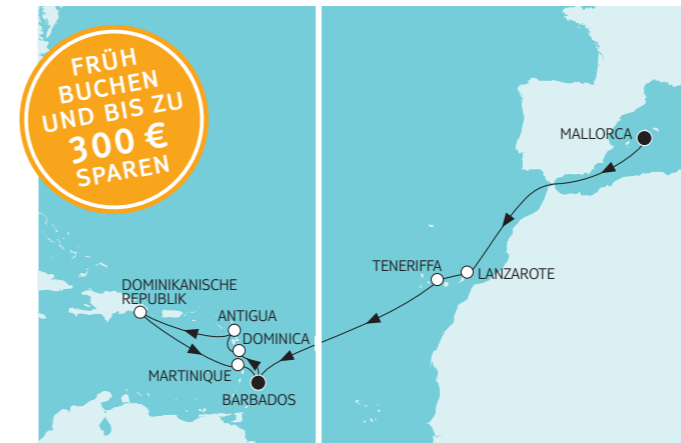 FRÜH
BUCHEN
UND BIS ZU
300 €
SPAREN
MALLORCA
TENERIFFA
LANZAROTE
DOMINIKANISCHE
REPUBLIK
ANTIGUA
DOMINICA
MARTINIQUE
BARBADOS